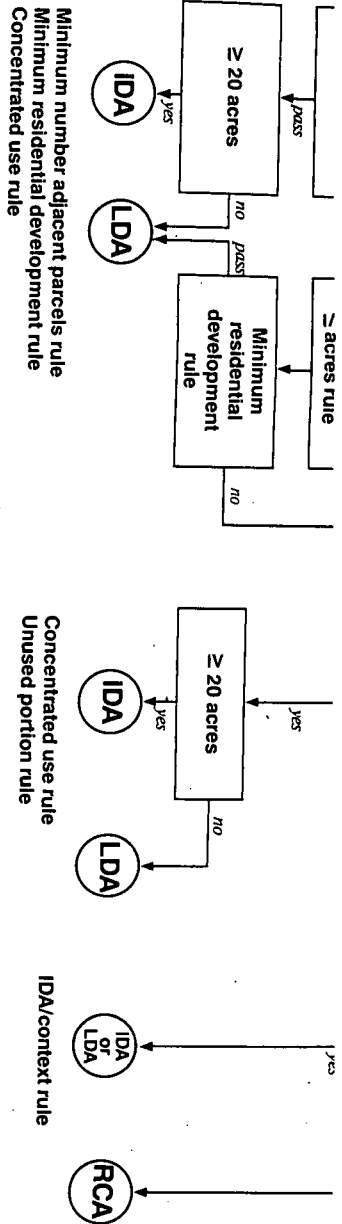 ≥ acres rule
pass
yes
yes
≥ 20 acres
Minimum
residential
development
rule
≥ 20 acres
no
pass
no
no
yes
yes
IDA
LDA
IDA
LDA
IDA
or
LDA
RCA
Minimum number adjacent parcels rule
Minimum residential development rule
Concentrated use rule
Concentrated use rule
Unused portion rule
IDA/context rule